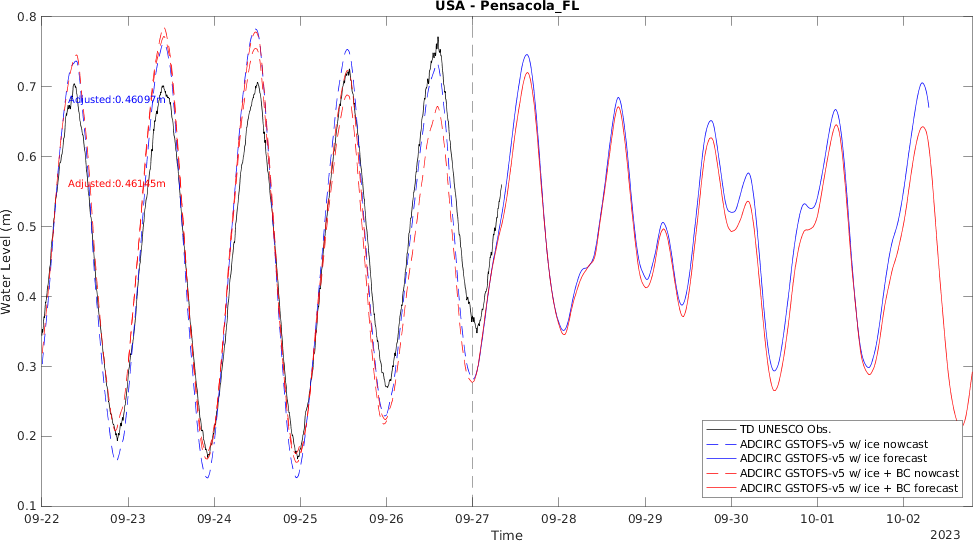 USA - Pensacola_FL
0.8
0.7
Adjusted:0.46097m
0.6
Adjusted:0.46145m
0.5
Water Level (m)
0.4
0.3
0.2
0.1
TD UNESCO Obs.
ADCIRC GSTOFS-v5 w/ ice nowcast
ADCIRC GSTOFS-v5 w/ ice forecast
ADCIRC GSTOFS-v5 w/ ice + BC nowcast
ADCIRC GSTOFS-v5 w/ ice + BC forecast
09-22 09-23 09-24 09-25 09-26 09-27 09-28 09-29 09-30 10-01 10-02
Time
2023